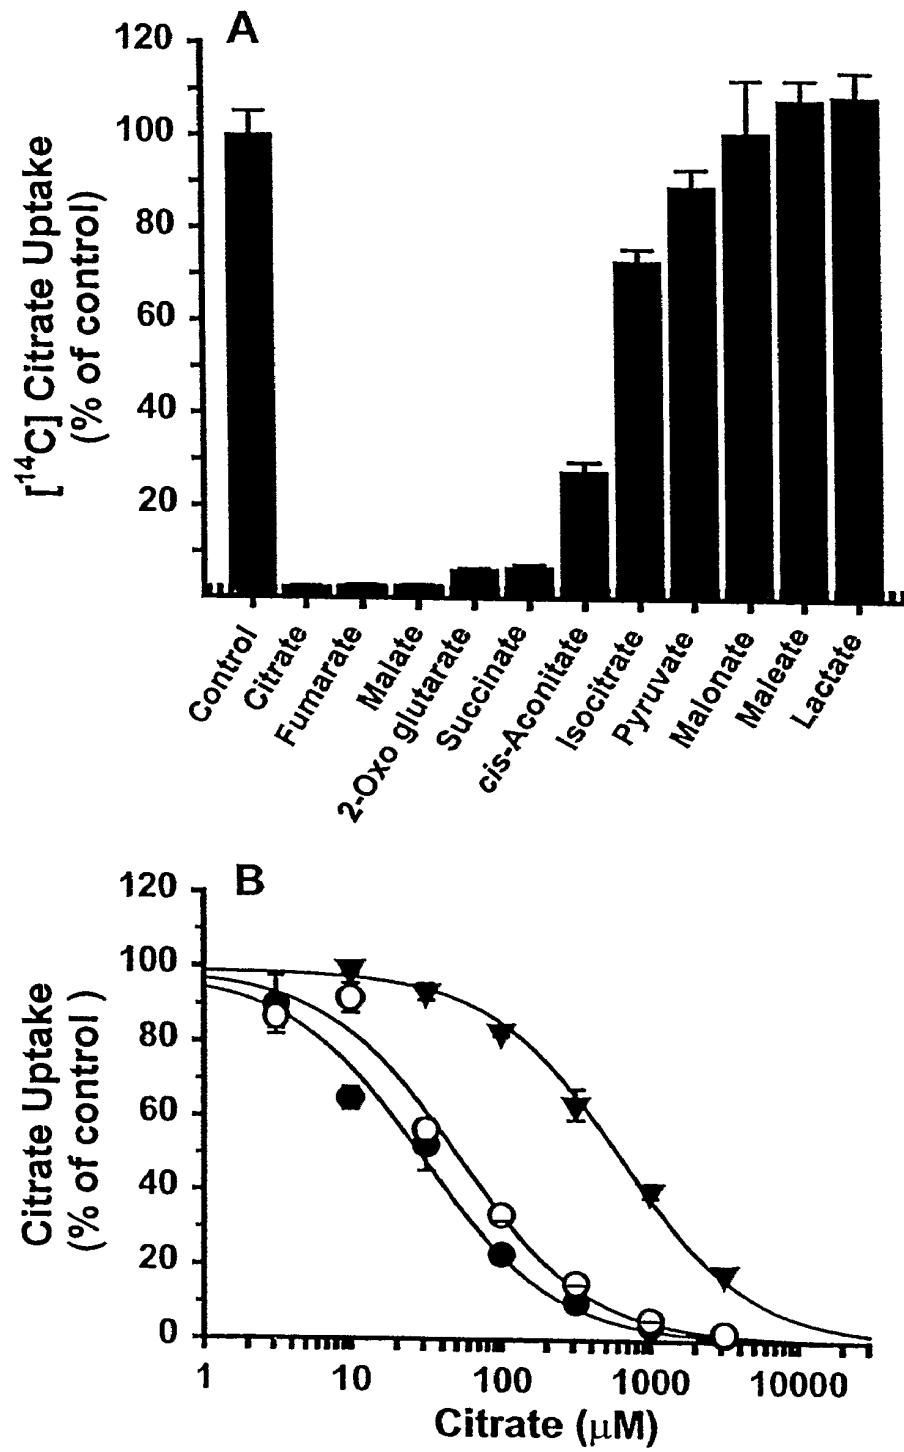 A
120
100
80
60
40
20
[¹⁴C] Citrate Uptake
(% of control)
Control
Citrate
Fumarate
Malate
2-Oxo glutarate
Succinate
cis-Aconitate
Isocitrate
Pyruvate
Malonate
Maleate
Lactate
B
120
100
80
60
40
20
0
Citrate Uptake
(% of control )
1
10
100
1000
10000
Citrate (μM)